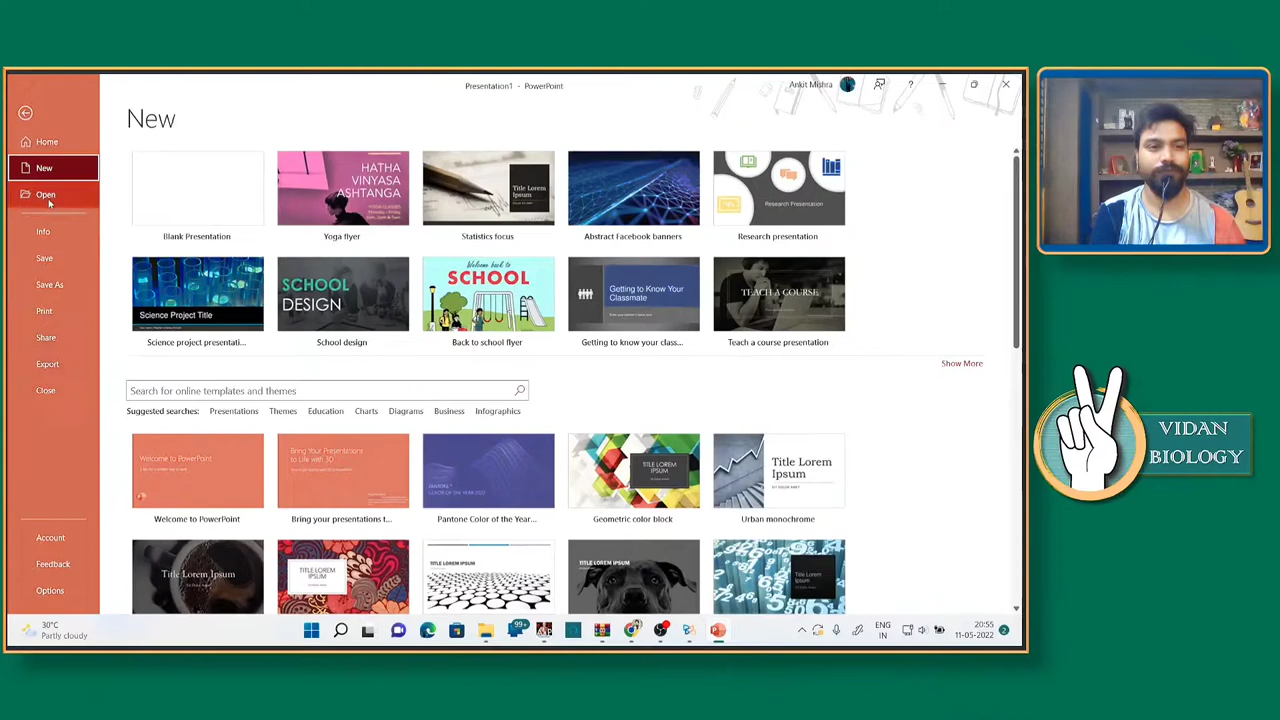 Presentation1 - PowerPoint
Ankit Mishra
?
New
Home
New
Open
Info
Save
Save As
Print
Share
Export
Close
Account
Feedback
Options
HATHA
VINYASA
ASHTANGA
Title Lorem
Ipsum
Research Presentation
Blank Presentation
Yoga flyer
Statistics focus
Abstract Facebook banners
Research presentation
Science Project Title
SCHOOL
DESIGN
Welcome back to
SCHOOL
Getting to Know Your
Classmate
TEACH A COURSE
Science project presentati...
School design
Back to school flyer
Getting to know your class...
Teach a course presentation
Show More
Search for online templates and themes
Suggested searches:
Presentations
Themes
Education
Charts
Diagrams
Business
Infographics
Welcome to PowerPoint
Bring Your Presentations
to Life with 3D
TITLE LOREM
IPSUM
Title Lorem
Ipsum
Welcome to PowerPoint
Bring your presentations t...
Pantone Color of the Year...
Geometric color block
Urban monochrome
Title Lorem Ipsum
TITLE LOREM
IPSUM
TITLE LOREM IPSUM
TITLE LOREM IPSUM
Title Lorem
Ipsum
30°C
Partly cloudy
99+
ENG
IN
20:55
11-05-2022
2
VIDAN
BIOLOGY